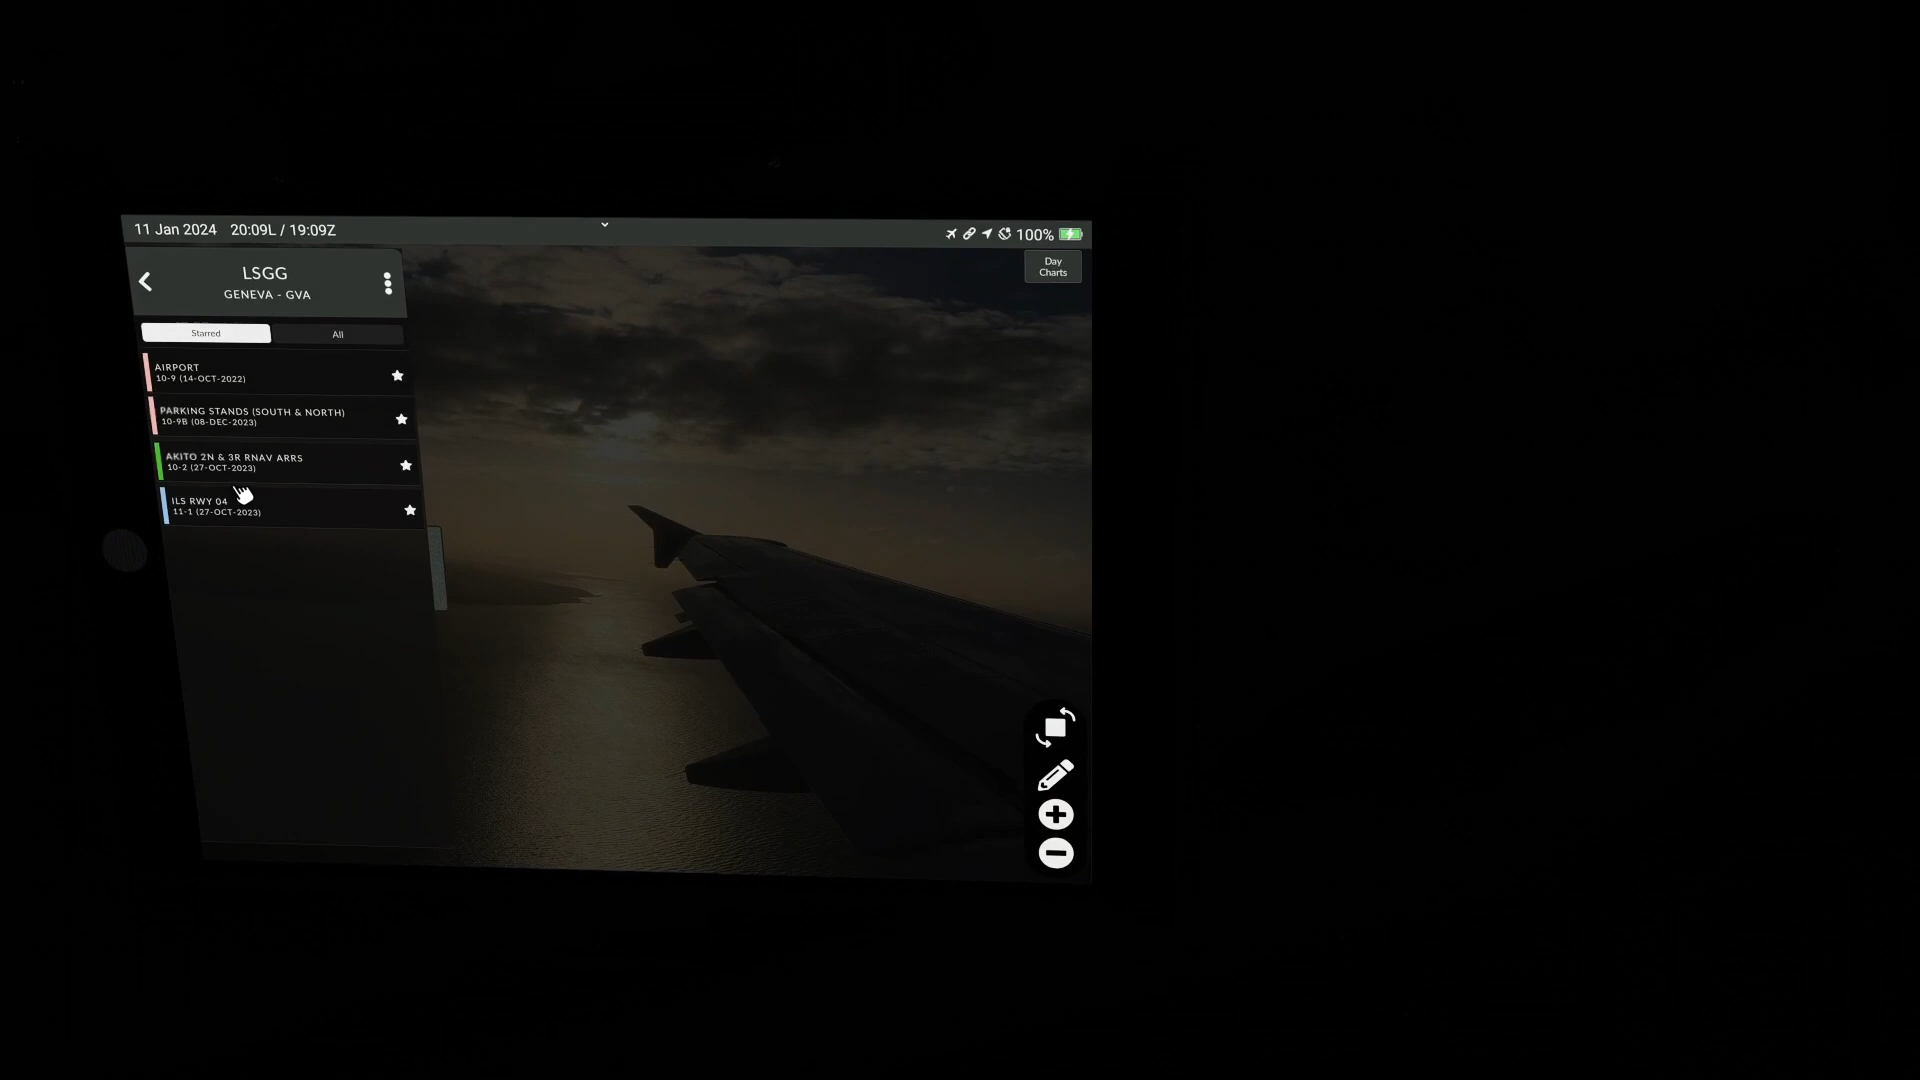 11 Jan 2024 20:09L / 19:09Z
100%
Day
Charts
LSGG
GENEVA - GVA
Starred
All
AIRPORT
10-9 (14-OCT-2022)
PARKING STANDS (SOUTH & NORTH)
10-9B (08-DEC-2023)
AKITO 2N & 3R RNAV ARRS
10-2 (27-OCT-2023)
ILS RWY 04
11-1 (27-OCT-2023)